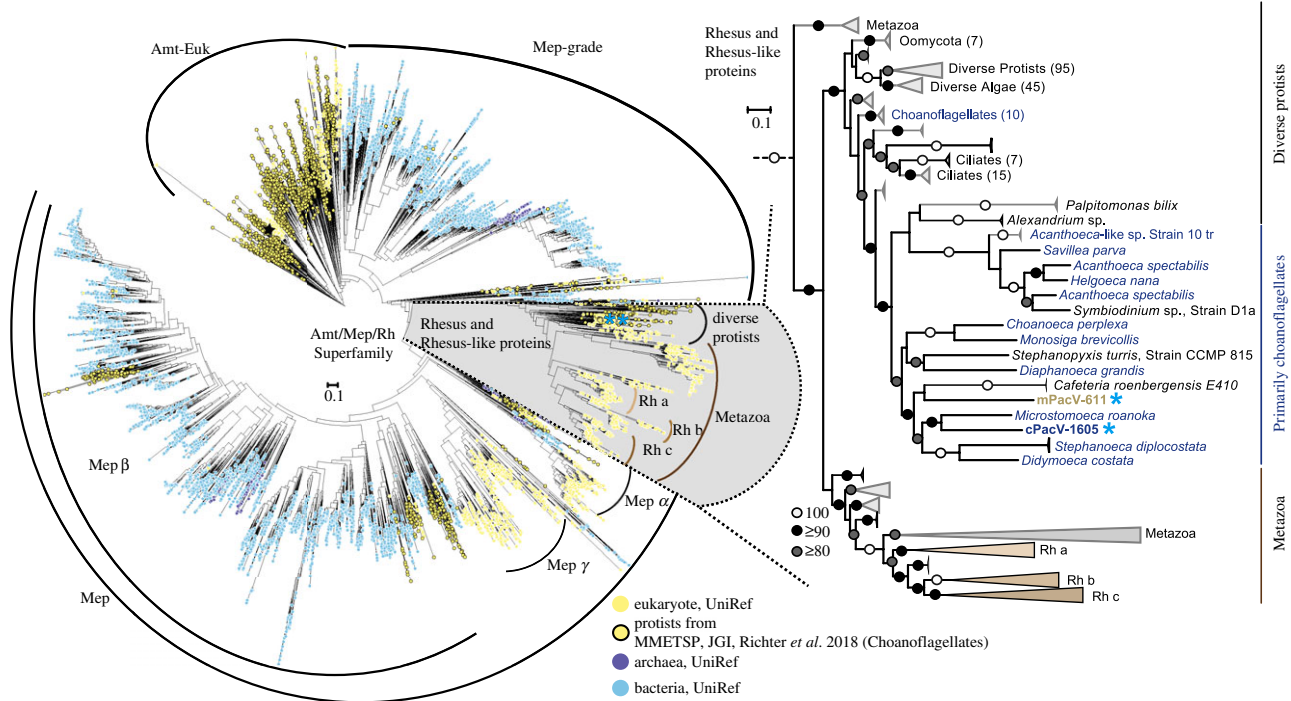 Amt-Euk
Mep-grade
Amt/Mep/Rh
Superfamily
0.1
Rhesus and
Rhesus-like proteins
diverse
protists
Rh a
Rh b
Rh c
Metazoa
Mep α
Mep γ
Mep β
Mep
eukaryote, UniRef
protists from
MMETSP, JGI, Richter et al. 2018 (Choanoflagellates)
archaea, UniRef
bacteria, UniRef
Rhesus and
Rhesus-like
proteins
0.1
Metazoa
Oomycota (7)
Diverse Protists (95)
Diverse Algae (45)
Choanoflagellates (10)
Ciliates (7)
Ciliates (15)
Palpitomonas bilix
Alexandrium sp.
Acanthoeca-like sp. Strain 10 tr
Savillea parva
Acanthoeca spectabilis
Helgoeca nana
Acanthoeca spectabilis
Symbiodinium sp., Strain D1a
Choanoeca perplexa
Monosiga brevicollis
Stephanopyxis turris, Strain CCMP 815
Diaphanoeca grandis
Cafeteria roenbergensis E410
mPacV-611 *
Microstomoeca roanoka
cPacV-1605 *
Stephanoeca diplocostata
Didymoeca costata
100
≥90
≥80
Metazoa
Rh a
Rh b
Rh c
Diverse protists
Primarily choanoflagellates
Metazoa